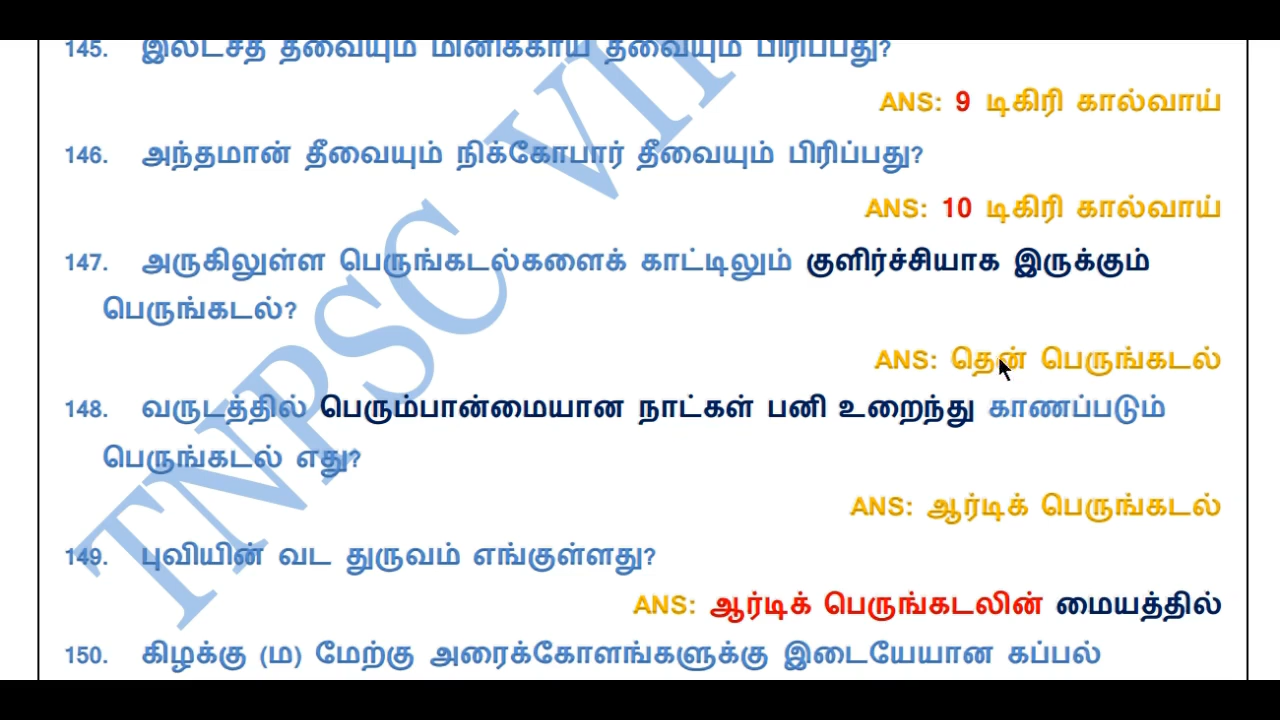 145. இலட்சத் தீவையும் மினிக்காய் தீவையும் பிரிப்பது?
ANS: 9 டிகிரி கால்வாய்
146. அந்தமான் தீவையும் நிக்கோபார் தீவையும் பிரிப்பது?
ANS: 10 டிகிரி கால்வாய்
147. அருகிலுள்ள பெருங்கடல்களைக் காட்டிலும் குளிர்ச்சியாக இருக்கும்
பெருங்கடல்?
ANS: தென் பெருங்கடல்
148. வருடத்தில் பெரும்பான்மையான நாட்கள் பனி உறைந்து காணப்படும்
பெருங்கடல் எது?
ANS: ஆர்டிக் பெருங்கடல்
149. புவியின் வட துருவம் எங்குள்ளது?
ANS: ஆர்டிக் பெருங்கடலின் மையத்தில்
150. கிழக்கு (ம) மேற்கு அரைக்கோளங்களுக்கு இடையேயான கப்பல்
TNPSC